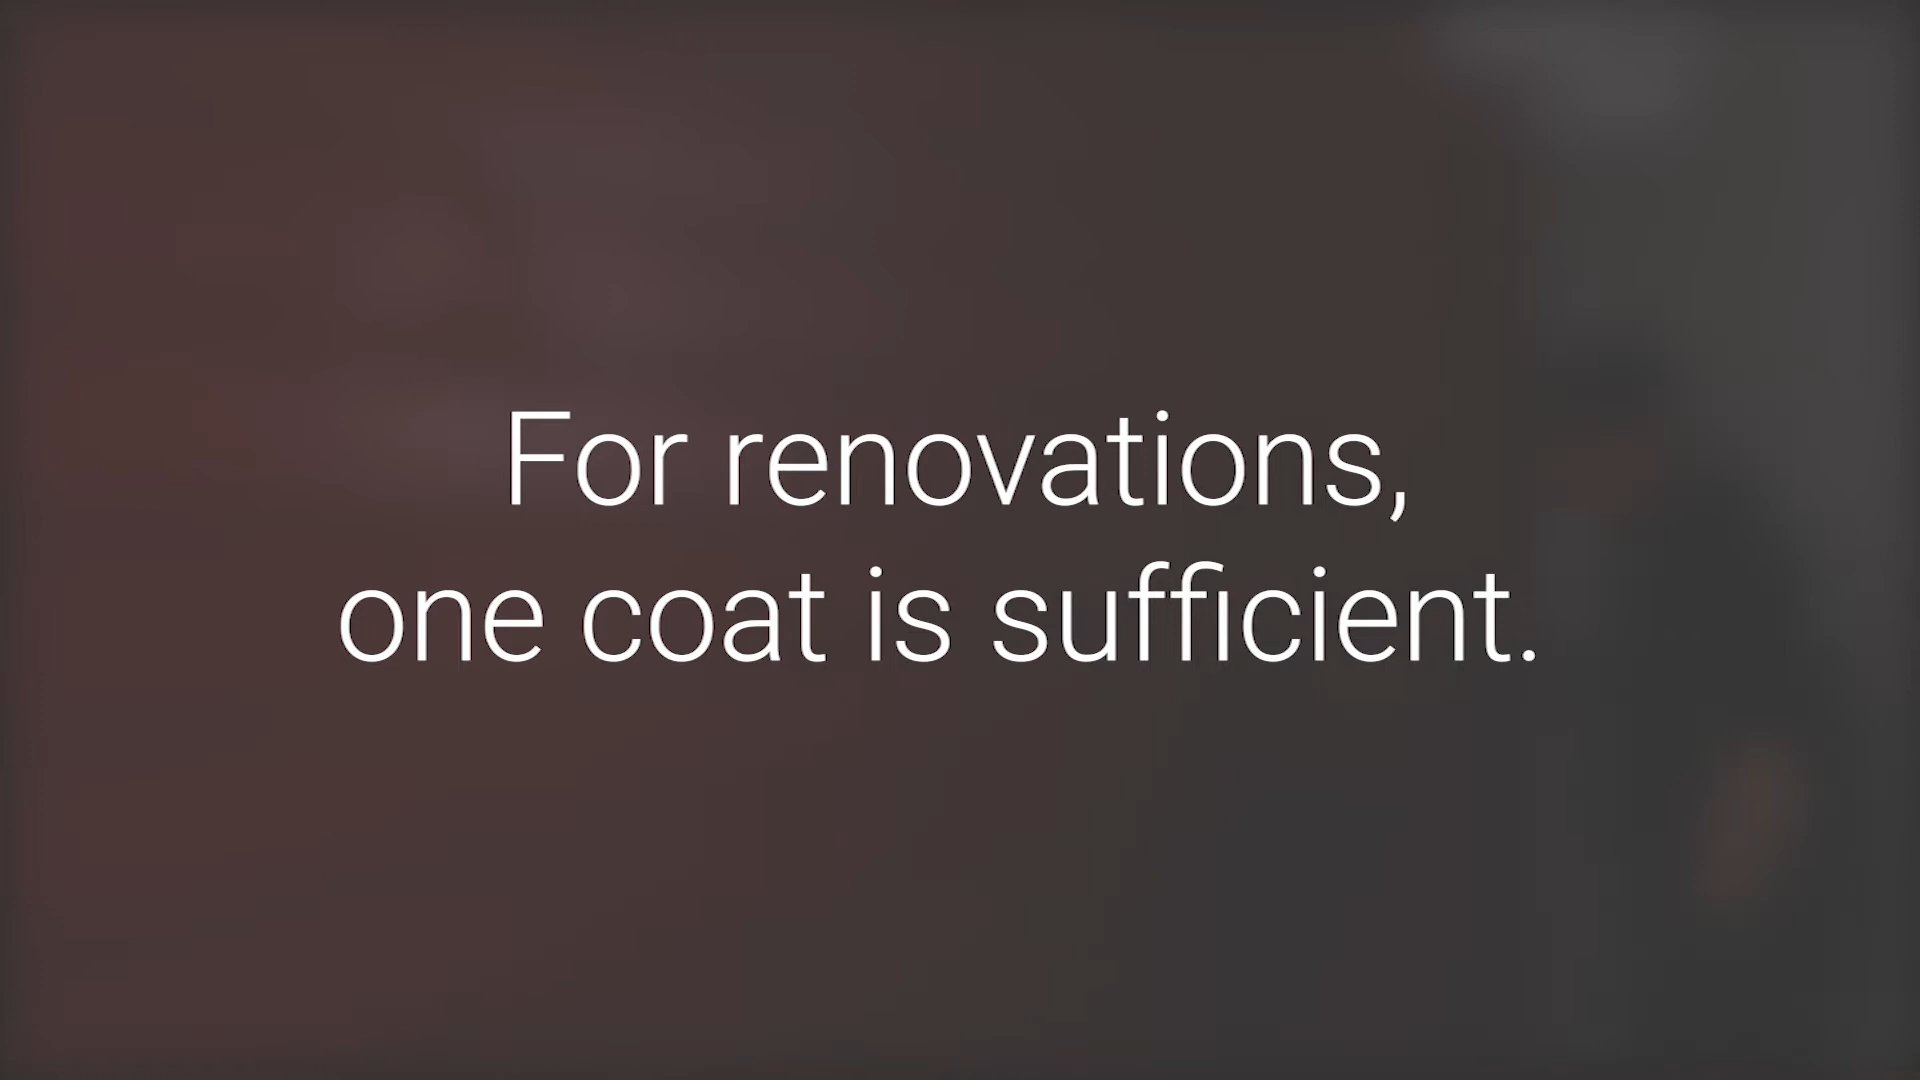 For renovations,
one coat is sufficient.